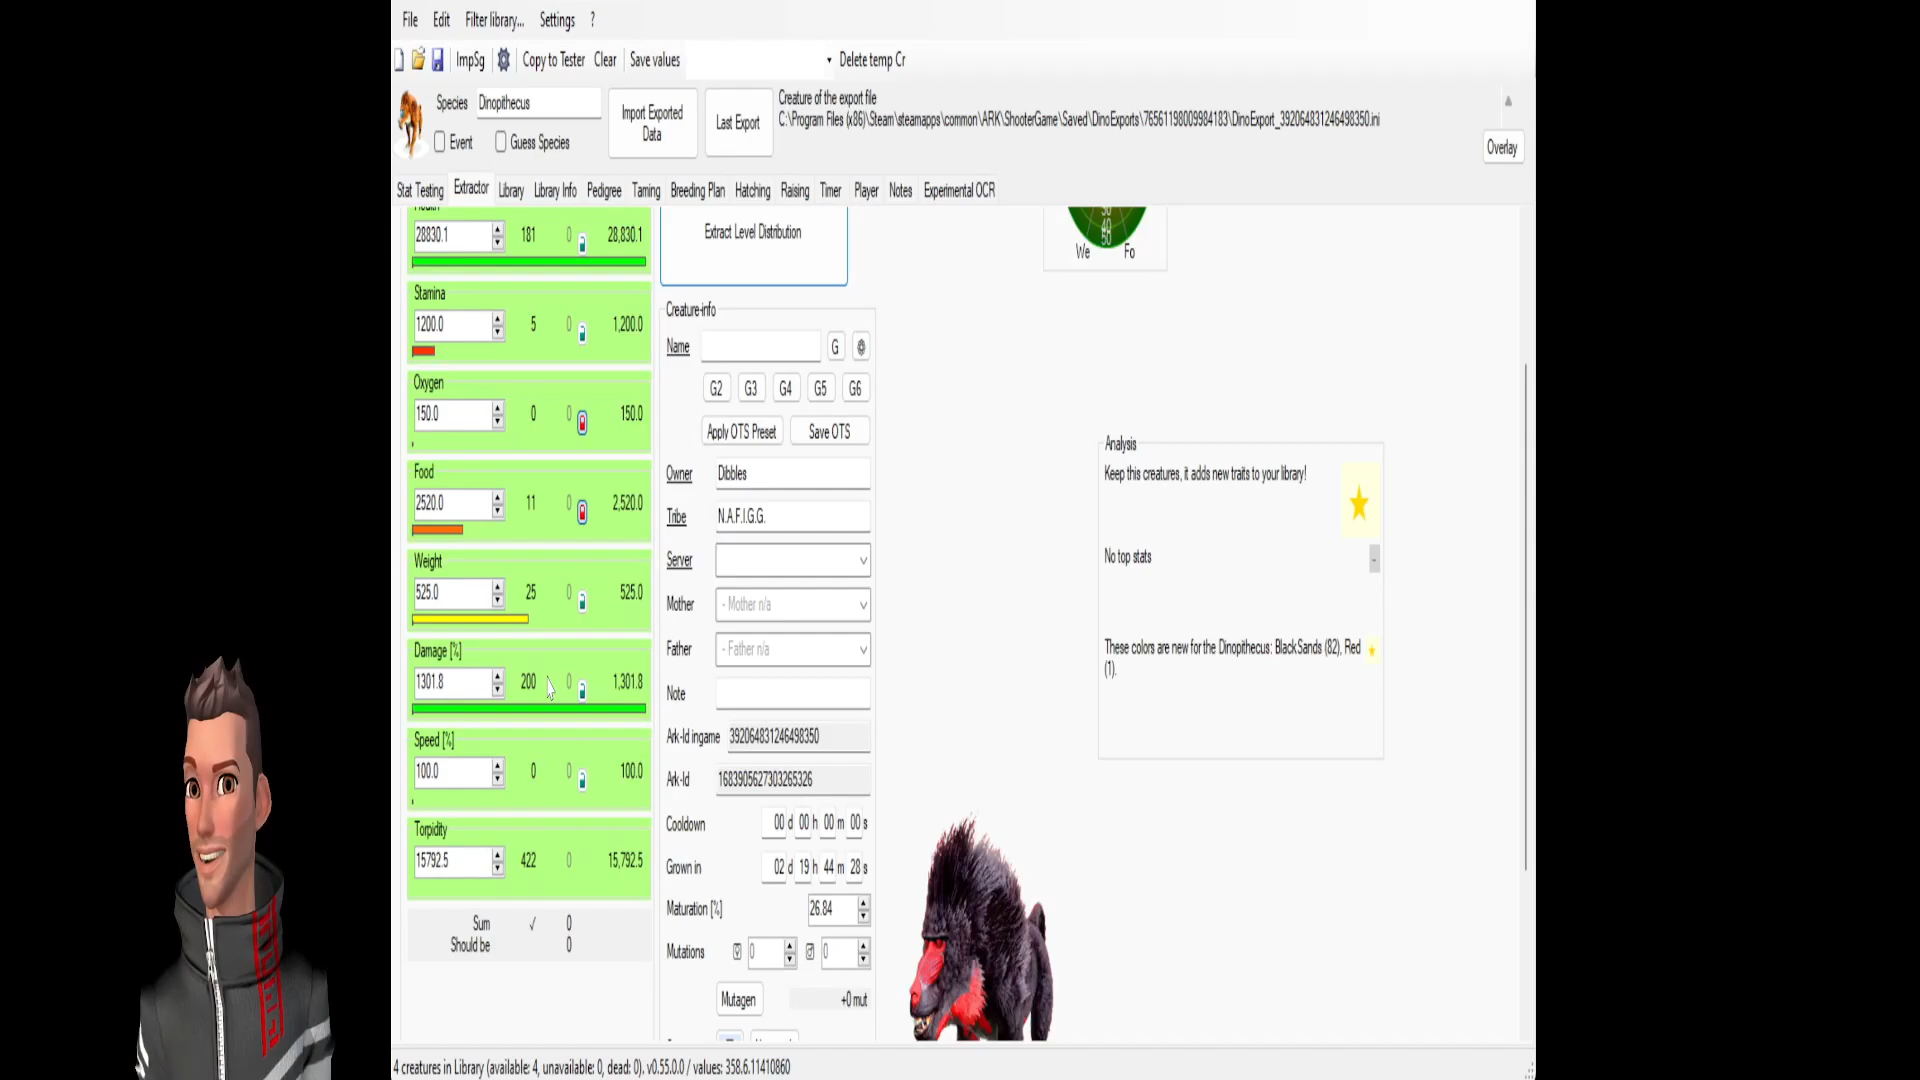 File Edit Filter library... Settings ?
ImpSg Copy to Tester Clear Save values Delete temp Cr
Species Dinopithecus
Event Guess Species
Import Exported
Data
Last Export
Creature of the export file
C:\Program Files (x86)\Steam\steamapps\common\ARK\ShooterGame\Saved\DinoExports\76561198009984183\DinoExport_392064831246498350.ini
Overlay
Stat Testing Extractor Library Library Info Pedigree Taming Breeding Plan Hatching Raising Timer Player Notes Experimental OCR
Health
28830.1 181 0 28,830.1
Stamina
1200.0 5 0 1,200.0
Oxygen
150.0 0 0 150.0
Food
2520.0 11 0 2,520.0
Weight
525.0 25 0 525.0
Damage [%]
1301.8 200 0 1,301.8
Speed [%]
100.0 0 0 100.0
Torpidity
15792.5 422 0 15,792.5
Sum √ 0
Should be 0
Extract Level Distribution
Creature-info
Name G
G2 G3 G4 G5 G6
Apply OTS Preset Save OTS
Owner Dibbles
Tribe N.A.F.I.G.G.
Server
Mother - Mother n/a
Father - Father n/a
Note
Ark-Id ingame 392064831246498350
Ark-Id 1683905627303265326
Cooldown 00 d 00 h 00 m 00 s
Grown in 02 d 19 h 44 m 28 s
Maturation [%] 26.84
Mutations 0 0
Mutagen +0 mut
50
We Fo
Analysis
Keep this creatures, it adds new traits to your library!
No top stats
-
These colors are new for the Dinopithecus: BlackSands (82), Red
(1).
4 creatures in Library (available: 4, unavailable: 0, dead: 0). v0.55.0.0 / values: 358.6.11410860